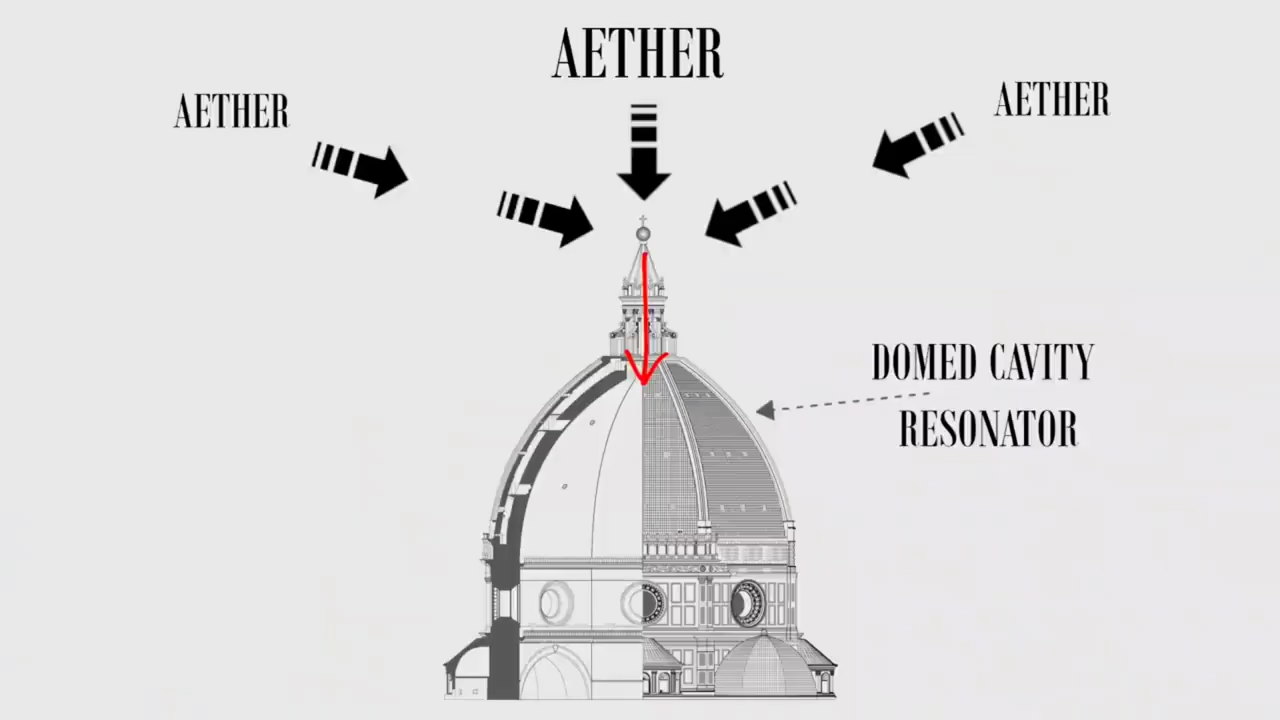 AETHER
AETHER
AETHER
DOMED CAVITY
RESONATOR